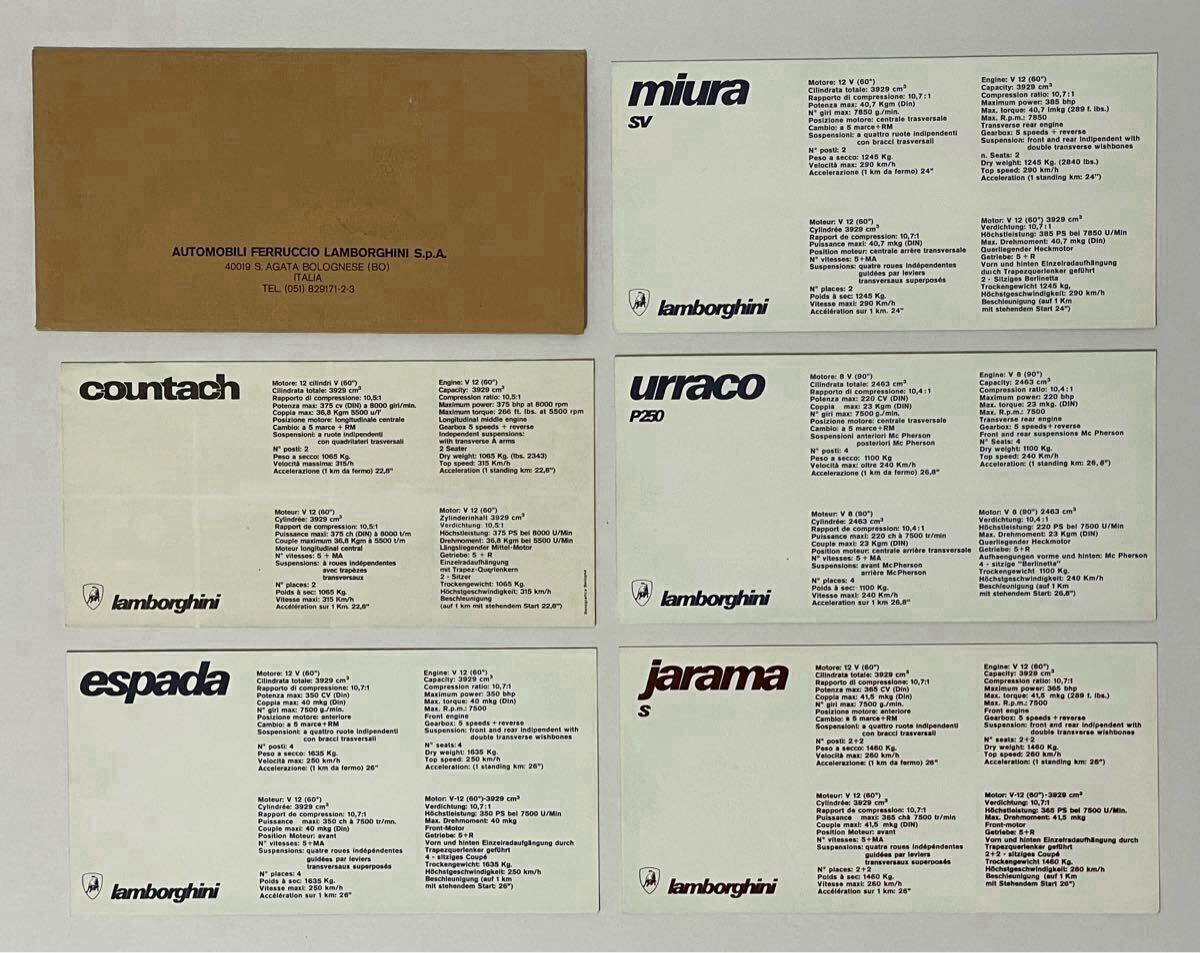 AUTOMOBILI FERRUCCIO LAMBORGHINI S.p.A.
40019 S. AGATA BOLOGNESE (BO)
ITALIA
TEL. (051) 829171-2-3
miura
SV
Motore: 12 V (60°)
Cilindrata totale: 3929 cm³
Rapporto di compressione: 10,7:1
Potenza max: 40,7 Kgm (Din)
N° giri max: 7850 g./min.
Posizione motore: centrale trasversale
Cambio: a 5 marce+RM
Sospensioni: a quattro ruote indipendenti
con bracci trasversali
N° posti: 2
Peso a secco: 1245 Kg.
Velocità max: 290 km/h
Accelerazione (1 km da fermo) 24"
Engine: V 12 (60°)
Capacity: 3929 cm³
Compression ratio: 10,7:1
Maximum power: 385 bhp
Max. torque: 40,7 lmkg (289 f. lbs.)
Max. R.p.m.: 7850
Transverse rear engine
Gearbox: 5 speeds + reverse
Suspension: front and rear indipendent with
double transverse wishbones
n. Seats: 2
Dry weight: 1245 Kg. (2840 lbs.)
Top speed: 290 km/h
Acceleration (1 standing km: 24")
Moteur: V 12 (60°)
Cylindrée 3929 cm³
Rapport de compression: 10,7:1
Puissance maxi: 40,7 mkg (DIN)
Position moteur: centrale arrère transversale
N° vitesses: 5+MA
Suspensions: quatre roues indépendentes
guidées par leviers
transversaux superposés
N° places: 2
Poids à sec: 1245 Kg.
Vitesse maxi: 290 Km/h
Accélération sur 1 km. 24"
Motor: V 12 (60°) 3929 cm³
Verdichtung: 10,7:1
Höchstleistung: 385 PS bei 7850 U/Min
Max. Drehmoment: 40,7 mkg (Din)
Querliegender Heckmotor
Getriebe: 5 + R
Vorn und hinten Einzelradaufhängung
durch Trapezquerlenker geführt
2 - Sitziges Berlinetta
Trockengewicht 1245 kg,
Höchstgeschwindigkeit: 290 km/h
Beschleunigung (auf 1 Km
mit stehendem Start 24")
lamborghini
countach
Motore: 12 cilindri V (60°)
Cilindrata totale: 3929 cm³
Rapporto di compressione: 10,5:1
Potenza max: 375 cv (DIN) a 8000 giri/min.
Coppia max: 36,8 Kgm 5500 u/l'
Posizione motore: longitudinale centrale
Cambio: a 5 marce + RM
Sospensioni: a ruote indipendenti
con quadrilateri trasversali
N° posti: 2
Peso a secco: 1065 Kg.
Velocità massima: 315/h
Accelerazione (1 km da fermo) 22,8"
Engine: V 12 (60°)
Capacity: 3929 cm³
Compression ratio: 10,5:1
Maximum power: 375 bhp at 8000 rpm
Maximum torque: 266 ft. lbs. at 5500 rpm
Longitudinal middle engine
Gearbox 5 speeds + reverse
Independent suspensions:
with transverse A arms
2 Seater
Dry weight: 1065 Kg. (lbs. 2343)
Top speed: 315 Km/h
Acceleration (1 standing km: 22,8")
Moteur: V 12 (60°)
Cylindrée: 3929 cm³
Rapport de compression: 10,5:1
Puissance maxi: 375 ch (DIN) à 8000 t/m
Couple maximum 36,8 Kgm à 5500 t/m
Moteur longitudinal central
N° vitesses: 5 + MA
Suspensions: à roues indépendentes
avec trapèzes
transversaux
N° places: 2
Poids à sec: 1065 Kg.
Vitesse maxi: 315 Km/h
Accélération sur 1 Km. 22,8"
Motor: V 12 (60°)
Zylinderinhall 3929 cm³
Verdichtung: 10,5:1
Höchstleistung: 375 PS bei 8000 U/Min
Drehmoment: 36,8 Kgm bei 5500 U/Min
Längsliegender Mittel-Motor
Getriebe: 5 + R
Einzelradaufhängung
mit Trapez-Querlenkern
2 - Sitzer
Trockengewicht: 1065 Kg.
Höchstgeschwindigkeit: 315 km/h
Beschleunigung
(auf 1 km mit stehendem Start 22,8")
lamborghini
urraco
P250
Motore: 8 V (90°)
Cilindrata totale: 2463 cm³
Rapporto di compressione: 10,4:1
Potenza max: 220 CV (DIN)
Coppia max: 23 Kgm (DIN)
N° giri max: 7500 g./min.
Posizione motore: centrale trasversale
Cambio: a 5 marce + RM
Sospensioni anteriori Mc Pherson
posteriori Mc Pherson
N° posti: 4
Peso a secco: 1100 Kg
Velocità max: oltre 240 Km/h
Accelerazione (1 km da fermo) 26,8"
Engine: V 8 (90°)
Capacity: 2463 cm³
Compression ratio: 10,4:1
Maximum power: 220 bhp
Max. torque: 23 mkg. (DIN)
Max. R.p.m.: 7500
Transverse rear engine
Gearbox: 5 speeds+reverse
Front and rear suspensions Mc Pherson
N° Seats: 4
Dry weight: 1100 Kg.
Top speed: 240 Km/h
Acceleration: (1 standing km: 26,8")
Moteur: V 8 (90°)
Cylindrée: 2463 cm³
Rapport de compression: 10,4:1
Puissance maxi: 220 ch à 7500 tr/min
Couple maxi: 23 Kgm (DIN)
Position moteur: centrale arrière transversale
N° vitesses: 5 + MA
Suspensions: avant McPherson
arrière McPherson
N° places: 4
Poids à sec: 1100 Kg.
Vitesse maxi: 240 Km/h
Accélération sur 1 km 26,8"
Motor: V 8 (90°) 2463 cm³
Verdichtung: 10,4:1
Höchstleistung: 220 PS bei 7500 U/Min
Max. Drehmoment: 23 Kgm (DIN)
Querliegender Heckmotor
Getriebe: 5+R
Aufhaengungen vorme und hinten: Mc Pherson
4 - sitzige "Berlinetta"
Trockengewicht 1100 Kg.
Höchstgeschwindigkeit: 240 Km/h
Beschleunigung (auf 1 Km
mit stehendem Start: 26,8")
lamborghini
espada
Motore: 12 V (60°)
Cilindrata totale: 3929 cm³
Rapporto di compressione: 10,7:1
Potenza max: 350 CV (Din)
Coppia max: 40 mkg (Din)
N° giri max: 7500 g./min.
Posizione motore: anteriore
Cambio: a 5 marce+RM
Sospensioni: a quattro ruote indipendenti
con bracci trasversali
N° posti: 4
Peso a secco: 1635 Kg.
Velocità max: 250 km/h
Accelerazione: (1 km da fermo) 26"
Engine: V 12 (60°)
Capacity: 3929 cm³
Compression ratio: 10,7:1
Maximum power: 350 bhp
Max. torque: 40 mkg (Din)
Max. R.p.m.: 7500
Front engine
Gearbox: 5 speeds+reverse
Suspension: front and rear indipendent with
double transverse wishbones
N° seats: 4
Dry weight: 1635 Kg.
Top speed: 250 km/h
Acceleration: (1 standing km: 26")
Moteur: V 12 (60°)
Cylindrée: 3929 cm³
Rapport de compression: 10,7:1
Puissance maxi: 350 ch à 7500 tr/mn.
Couple maxi: 40 mkg (Din)
Position Moteur: avant
N° vitesses: 5+MA
Suspensions: quatre roues indépéndentes
guidées par leviers
transversaux superposés
N° places: 4
Poids à sec: 1635 Kg.
Vitesse maxi: 250 km/h
Accélération sur 1 km: 26"
Motor: V-12 (60°)-3929 cm³
Verdichtung: 10,7:1
Höchstleistung: 350 PS bei 7500 U/Min
Max. Drehmoment: 40 mkg
Front-Motor
Getriebe: 5+R
Vorn und hinten Einzelradaufgängung durch
Trapezquerlenker geführt
4 - sitziges Coupé
Trockengewicht: 1635 Kg.
Höchstgeschwindigkeit: 250 km/h
Beschleunigung (auf 1 km
mit stehendem Start: 26")
lamborghini
jarama
S
Motore: 12 V (60°)
Cilindrata totale: 3929 cm³
Rapporto di compressione: 10,7:1
Potenza max: 365 CV (Din)
Coppia max: 41,5 mkg (Din)
N° giri max: 7500 g./min.
Posizione motore: anteriore
Cambio: a 5 marce+RM
Sospensioni: a quattro ruote indipendenti
con bracci trasversali
N° posti: 2+2
Peso a secco: 1460 Kg.
Velocità max: 260 km/h
Accelerazione: (1 km da fermo) 26"
Engine: V 12 (60°)
Capacity: 3929 cm³
Compression ratio: 10,7:1
Maximum power: 365 bhp
Max. torque: 41,5 mkg (289 f. lbs.)
Max. R.p.m.: 7500
Front engine
Gearbox: 5 speeds+reverse
Suspension: front and rear indipendent with
double transverse wishbones
N° seats: 2+2
Dry weight: 1460 Kg.
Top speed: 260 km/h
Acceleration: (1 standing km: 26")
Moteur: V 12 (60°)
Cylindrée: 3929 cm³
Rapport de compression: 10,7:1
Puissance maxi: 365 chà 7500 tr/min
Couple maxi: 41,5 mkg (DIN)
Position Moteur: avant
N° vitesses: 5+MA
Suspensions: quatre roues indépendentes
guidées par leviers
transversaux superposés
N° places: 2+2
Poids à sec: 1460 Kg.
Vitesse maxi: 260 km/h
Accélération sur 1 km: 26"
Motor: V-12 (60°)-3929 cm³
Verdichtung: 10,7:1
Höchstleistung: 365 PS bei 7500 U/Min.
Max. Drehmoment: 41,5 mkg
Front-motor
Getriebe: 5+R
Vorn und hinten Einzelradaufhängung durch
Trapezquerlenker geführt
2+2 - sitziges Coupé
Trockengewicht 1460 Kg.
Höchstgeschwindigkeit: 260 km/h
Beschleunigung (auf 1 Km
mit Stehendem Start 26")
lamborghini